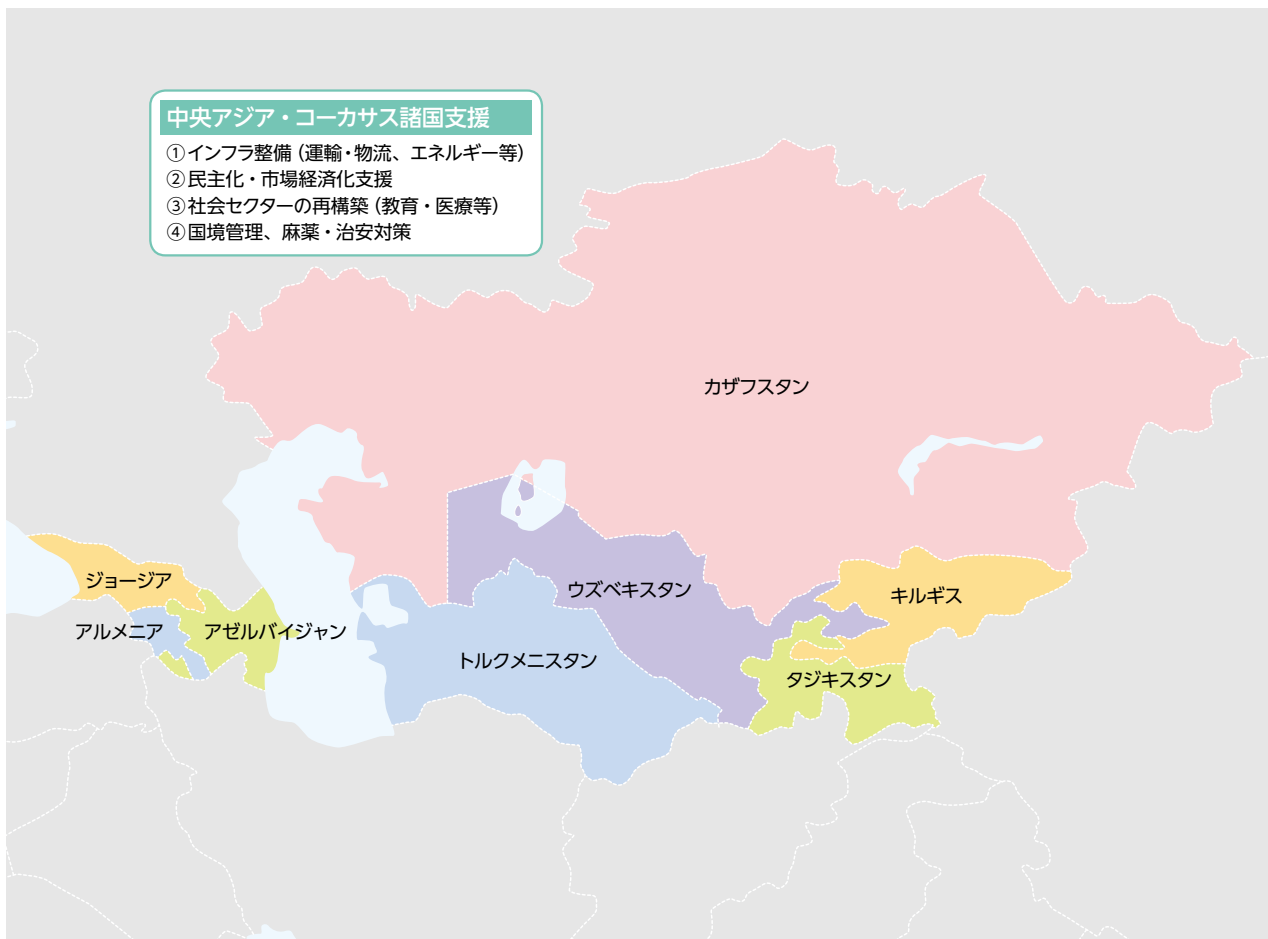 中央アジア・コーカサス諸国支援
①インフラ整備（運輸・物流、エネルギー等）
②民主化・市場経済化支援
③社会セクターの再構築（教育・医療等）
④国境管理、麻薬・治安対策
カザフスタン
ジョージア
ウズベキスタン
キルギス
アルメニア
アゼルバイジャン
トルクメニスタン
タジキスタン